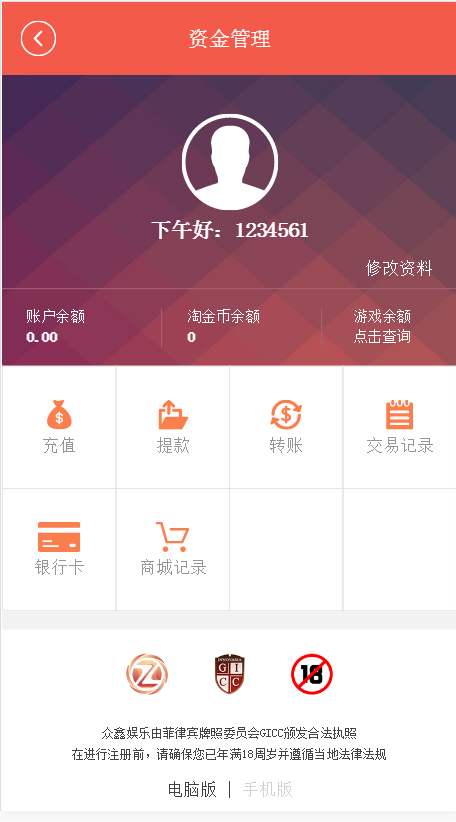 资金管理
下午好：1234561
修改资料
账户余额 淘金币余额 游戏余额
0.00 0 点击查询
充值 提款 转账 交易记录
银行卡 商城记录
INNOVARIA
G I C C 18
众鑫娱乐由菲律宾牌照委员会GICC颁发合法执照
在进行注册前，请确保您已年满18周岁并遵循当地法律法规
电脑版 | 手机版